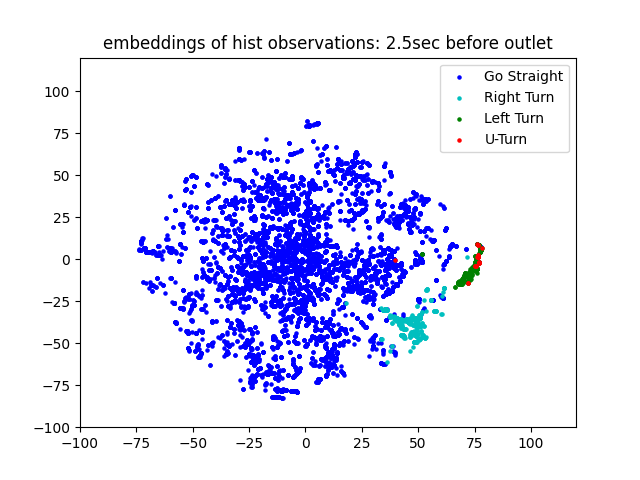 embeddings of hist observations: 2.5sec before outlet
Go Straight
Right Turn
Left Turn
U-Turn
100
75
50
25
0
−25
−50
−75
−100
−100 −75 −50 −25 0 25 50 75 100